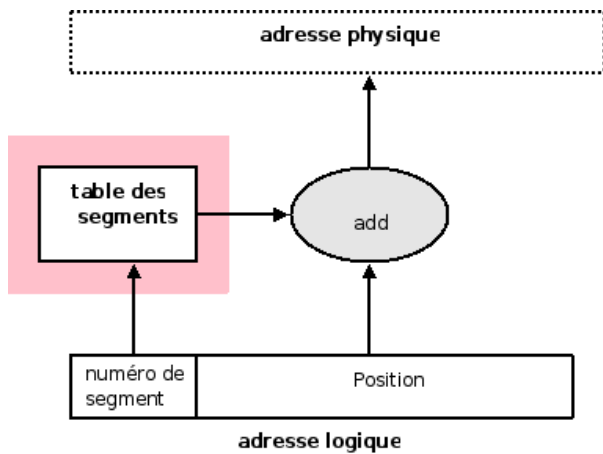 adresse physique
table des
segments
add
numéro de
segment
Position
adresse logique